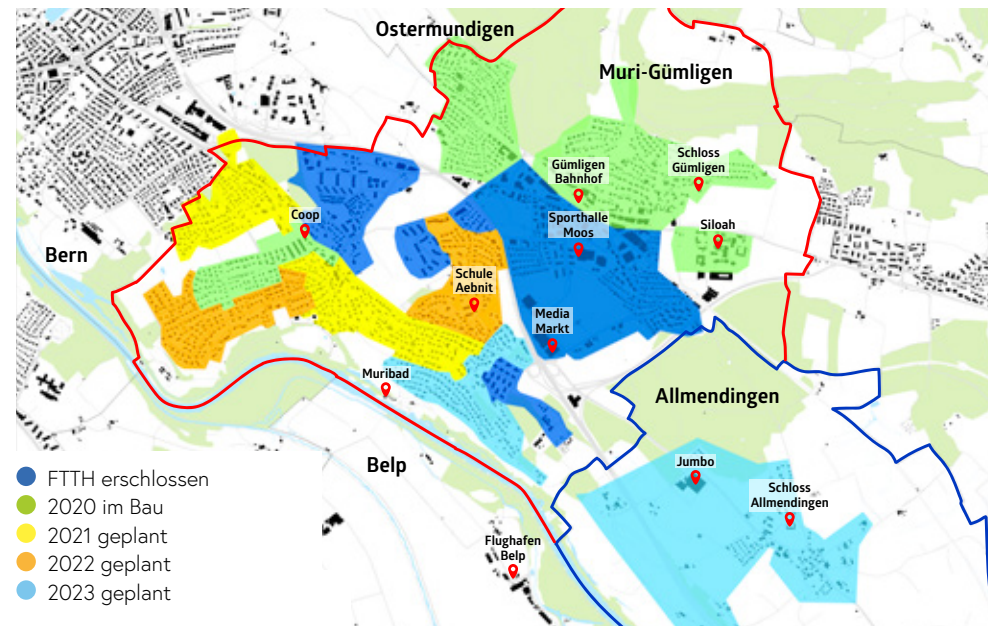 Ostermundigen
Muri-Gümligen
Gümligen
Bahnhof
Schloss
Gümligen
Coop
Sporthalle
Moos
Siloah
Bern
Schule
Aebnit
Media
Markt
Muribad
Allmendingen
Belp
Jumbo
Schloss
Allmendingen
Flughafen
Belp
FTTH erschlossen
2020 im Bau
2021 geplant
2022 geplant
2023 geplant